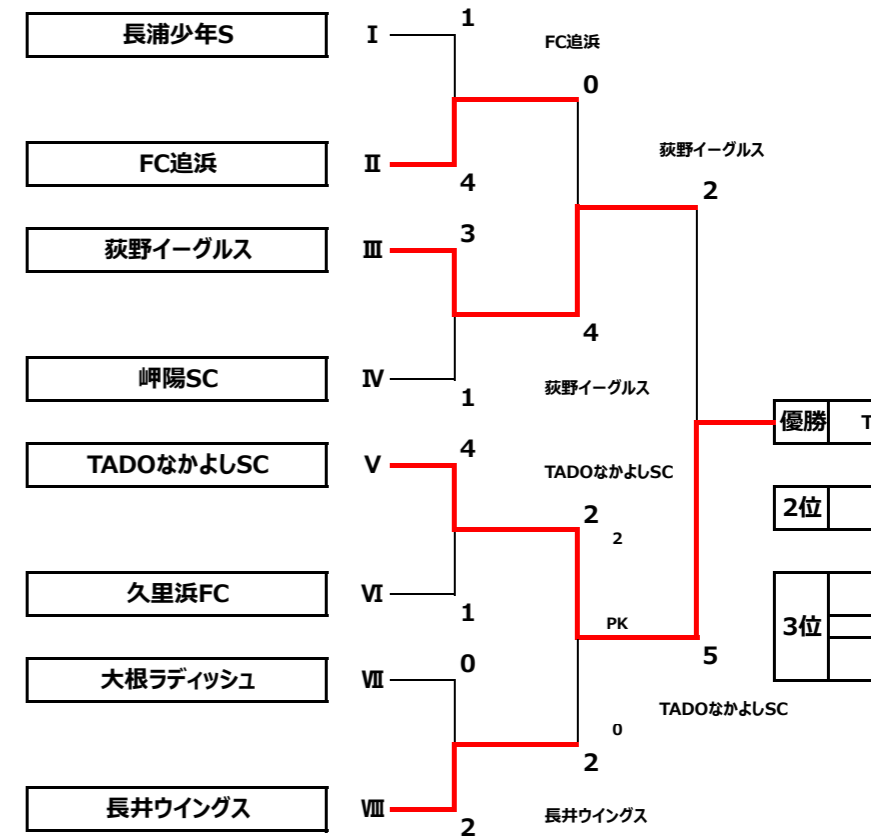 長浦少年S
Ⅰ
1
FC追浜
0
荻野イーグルス
2
FC追浜
Ⅱ
4
荻野イーグルス
Ⅲ
3
4
岬陽SC
Ⅳ
1
荻野イーグルス
優勝 T
TADOなかよしSC
Ⅴ
4
TADOなかよしSC
2
2
2位
久里浜FC
Ⅵ
1
PK
3位
大根ラディッシュ
Ⅶ
0
5
TADOなかよしSC
0
2
長井ウイングス
Ⅷ
2
長井ウイングス